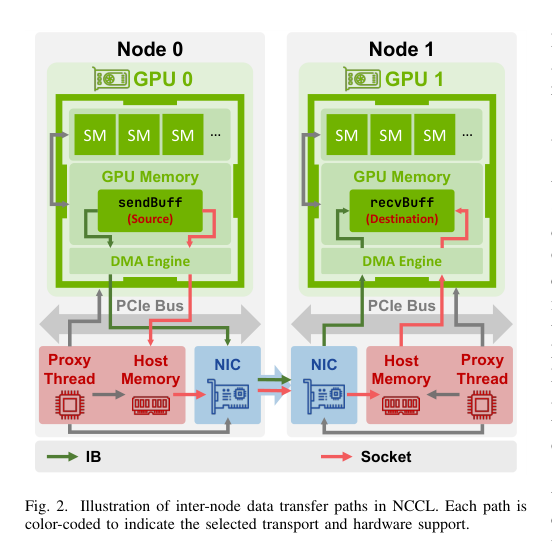 Node 0
Node 1
GPU 0
GPU 1
SM
SM
SM
...
SM
SM
SM
...
GPU Memory
GPU Memory
sendBuff
(Source)
recvBuff
(Destination)
DMA Engine
DMA Engine
PCIe Bus
PCIe Bus
Proxy
Thread
Host
Memory
NIC
NIC
Host
Memory
Proxy
Thread
IB
Socket
Fig. 2. Illustration of inter-node data transfer paths in NCCL. Each path is
color-coded to indicate the selected transport and hardware support.